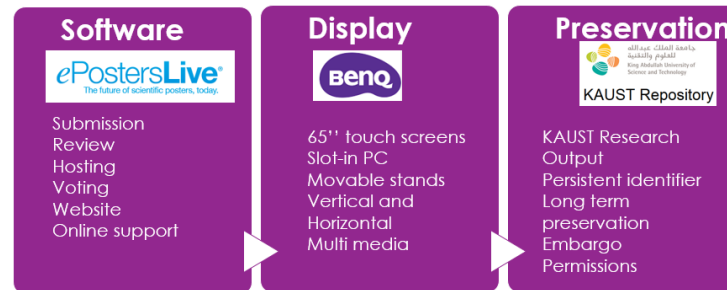 Software
ePostersLive®
The future of scientific posters, today.
Submission
Review
Hosting
Voting
Website
Online support
Display
BenQ
65'' touch screens
Slot-in PC
Movable stands
Vertical and
Horizontal
Multi media
Preservation
جامعة الملك عبدالله
للعلوم والتقنية
King Abdullah University of
Science and Technology
KAUST Repository
KAUST Research
Output
Persistent identifier
Long term
preservation
Embargo
Permissions